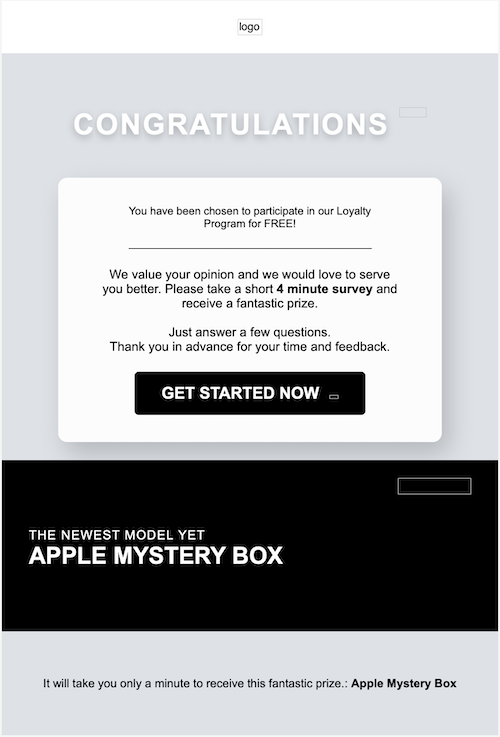 logo
CONGRATULATIONS
You have been chosen to participate in our Loyalty
Program for FREE!
We value your opinion and we would love to serve
you better. Please take a short 4 minute survey and
receive a fantastic prize.
Just answer a few questions.
Thank you in advance for your time and feedback.
GET STARTED NOW
THE NEWEST MODEL YET
APPLE MYSTERY BOX
It will take you only a minute to receive this fantastic prize.: Apple Mystery Box